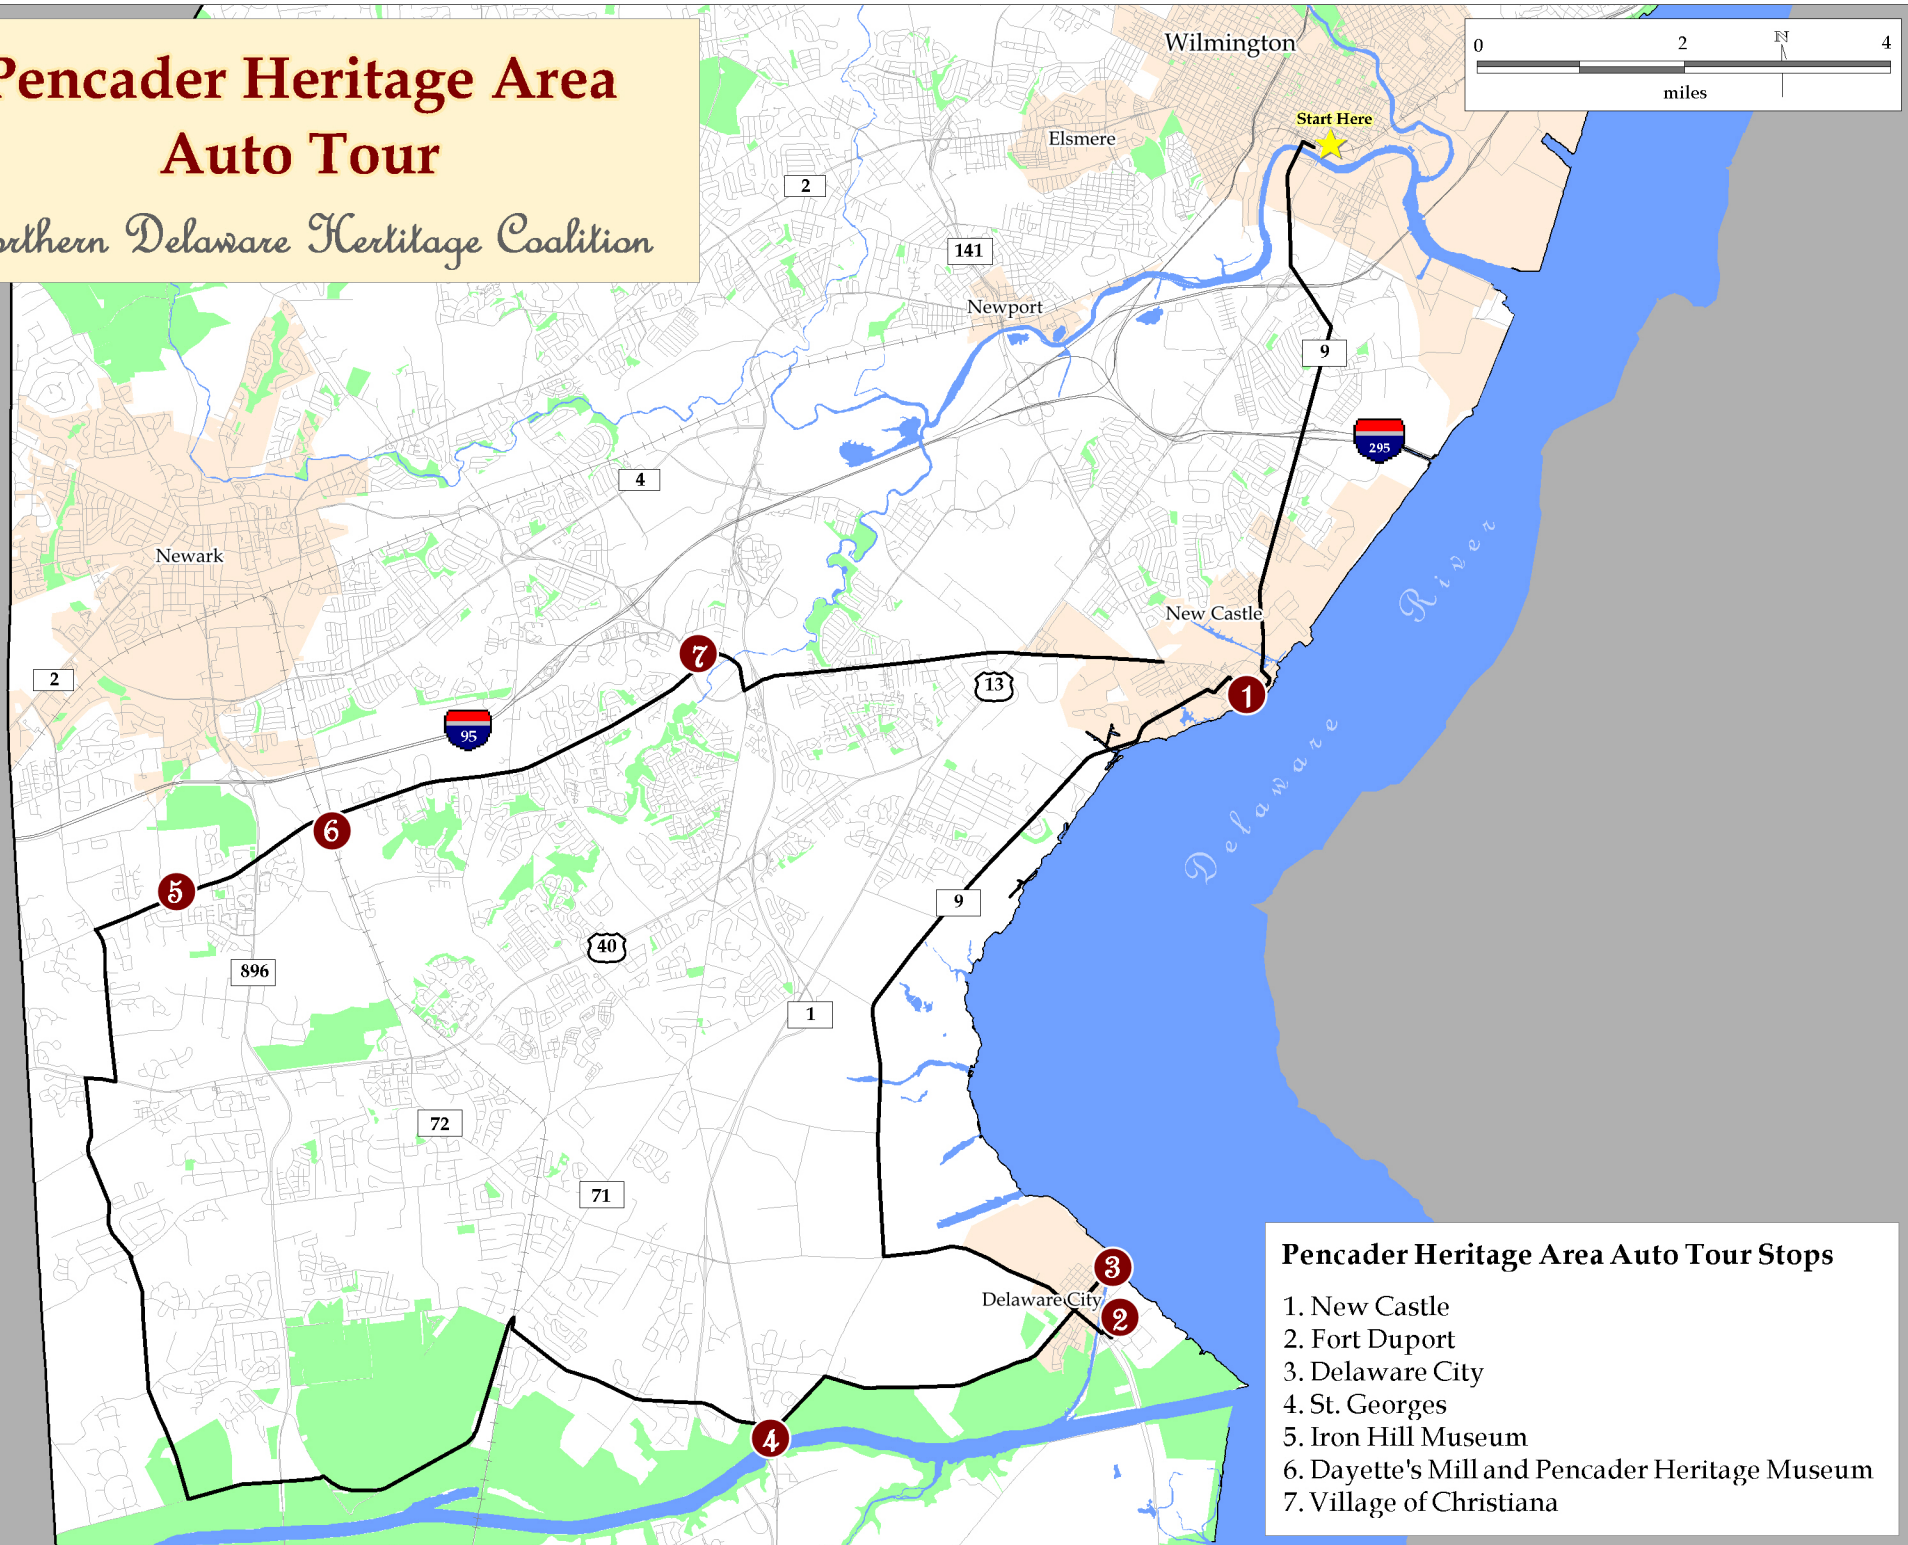 Pencader Heritage Area
Auto Tour
orthern Delaware Hertitage Coalition
0 2 N 4
miles
Wilmington
Start Here
Elsmere
2
141
Newport
9
295
4
Newark
New Castle
River
7
2
13
1
95
Delaware
6
5
9
40
896
1
72
71
3
Delaware City
2
4
Pencader Heritage Area Auto Tour Stops
1. New Castle
2. Fort Duport
3. Delaware City
4. St. Georges
5. Iron Hill Museum
6. Dayette's Mill and Pencader Heritage Museum
7. Village of Christiana